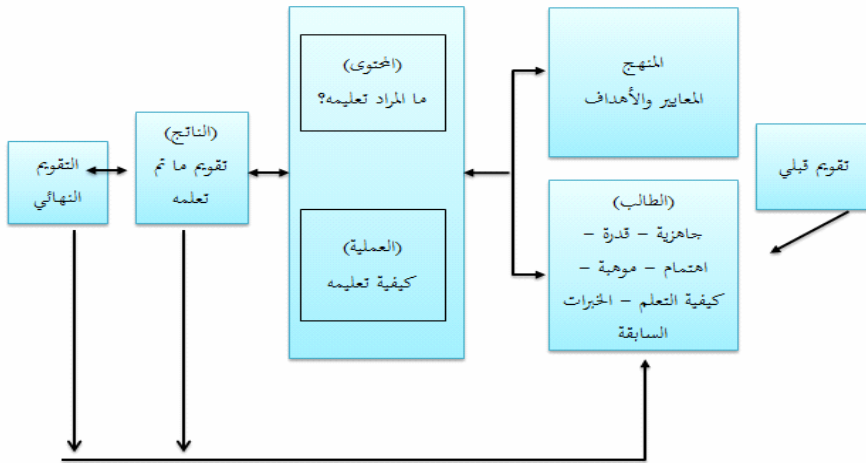 تقويم قبلي
المنهج
المعايير والأهداف
(الطالب)
جاهزية – قدرة –
اهتمام – موهبة –
كيفية التعلم – الخبرات
السابقة
(المحتوى)
ما المراد تعليمه؟
(العملية)
كيفية تعليمه
(الناتج)
تقويم ما تم
تعلمه
التقويم
النهائي